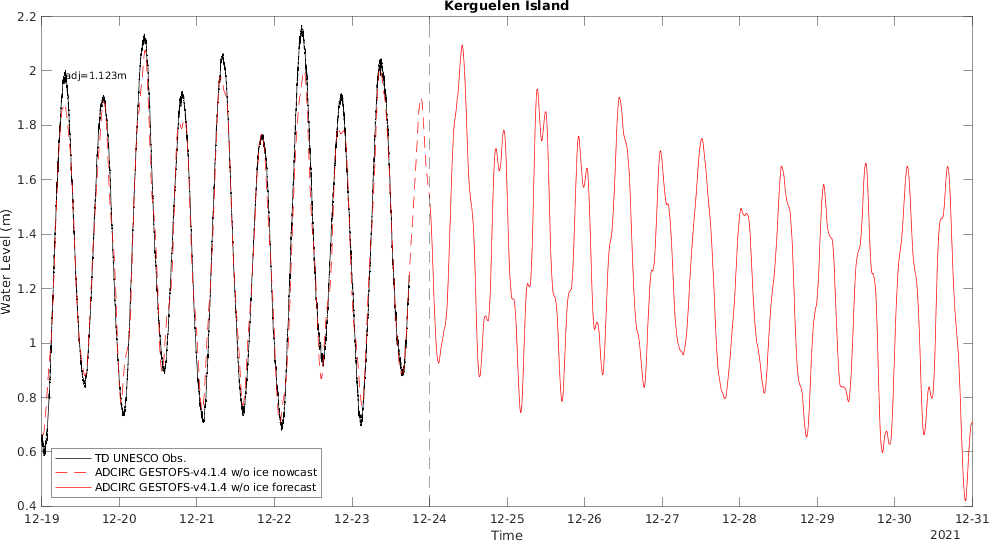 Kerguelen Island
adj=1.123m
Water Level (m)
2.2
2
1.8
1.6
1.4
1.2
1
0.8
0.6
0.4
TD UNESCO Obs.
ADCIRC GESTOFS-v4.1.4 w/o ice nowcast
ADCIRC GESTOFS-v4.1.4 w/o ice forecast
12-19 12-20 12-21 12-22 12-23 12-24 12-25 12-26 12-27 12-28 12-29 12-30 12-31
Time
2021